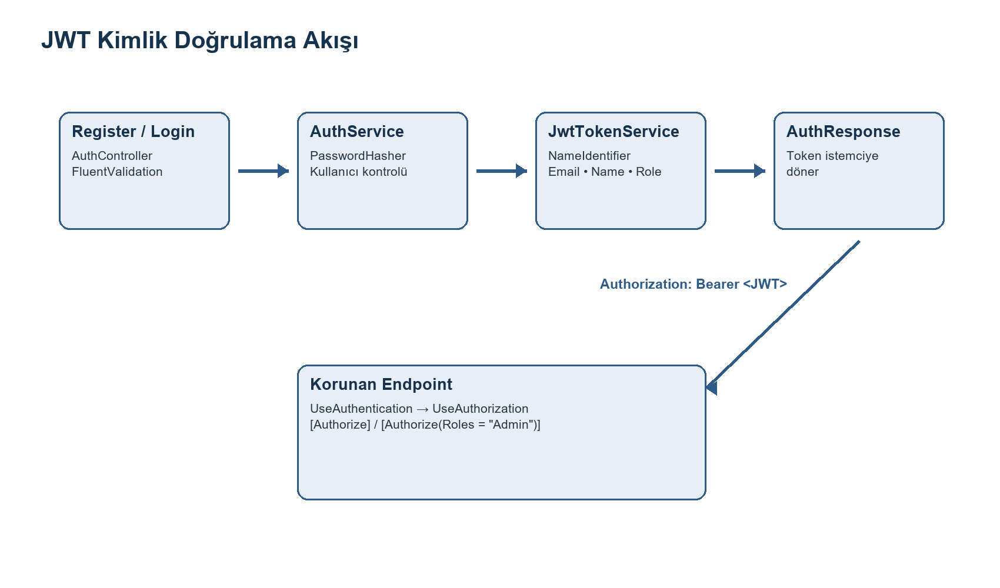 JWT Kimlik Doğrulama Akışı
Register / Login
AuthController
FluentValidation
AuthService
PasswordHasher
Kullanıcı kontrolü
JwtTokenService
NameIdentifier
Email • Name • Role
AuthResponse
Token istemciye
döner
Authorization: Bearer <JWT>
Korunan Endpoint
UseAuthentication → UseAuthorization
[Authorize] / [Authorize(Roles = "Admin")]